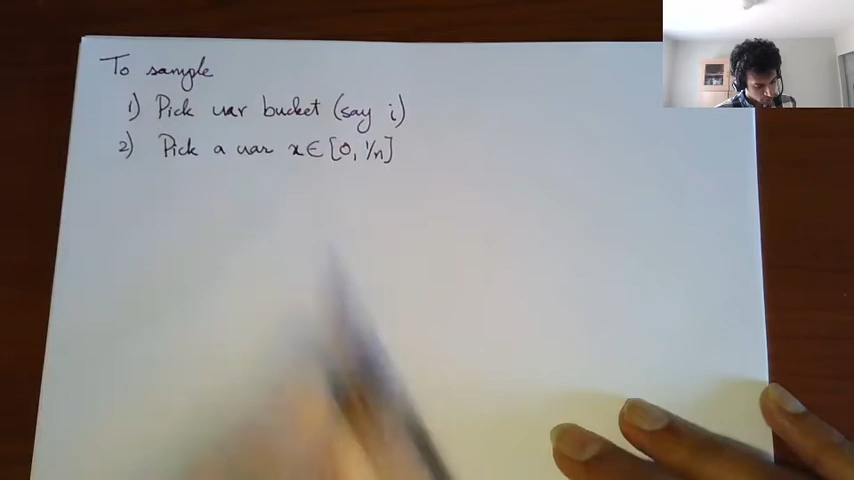 To sample
1) Pick uar bucket (say i)
2) Pick a uar x ∈ [0, 1/n]